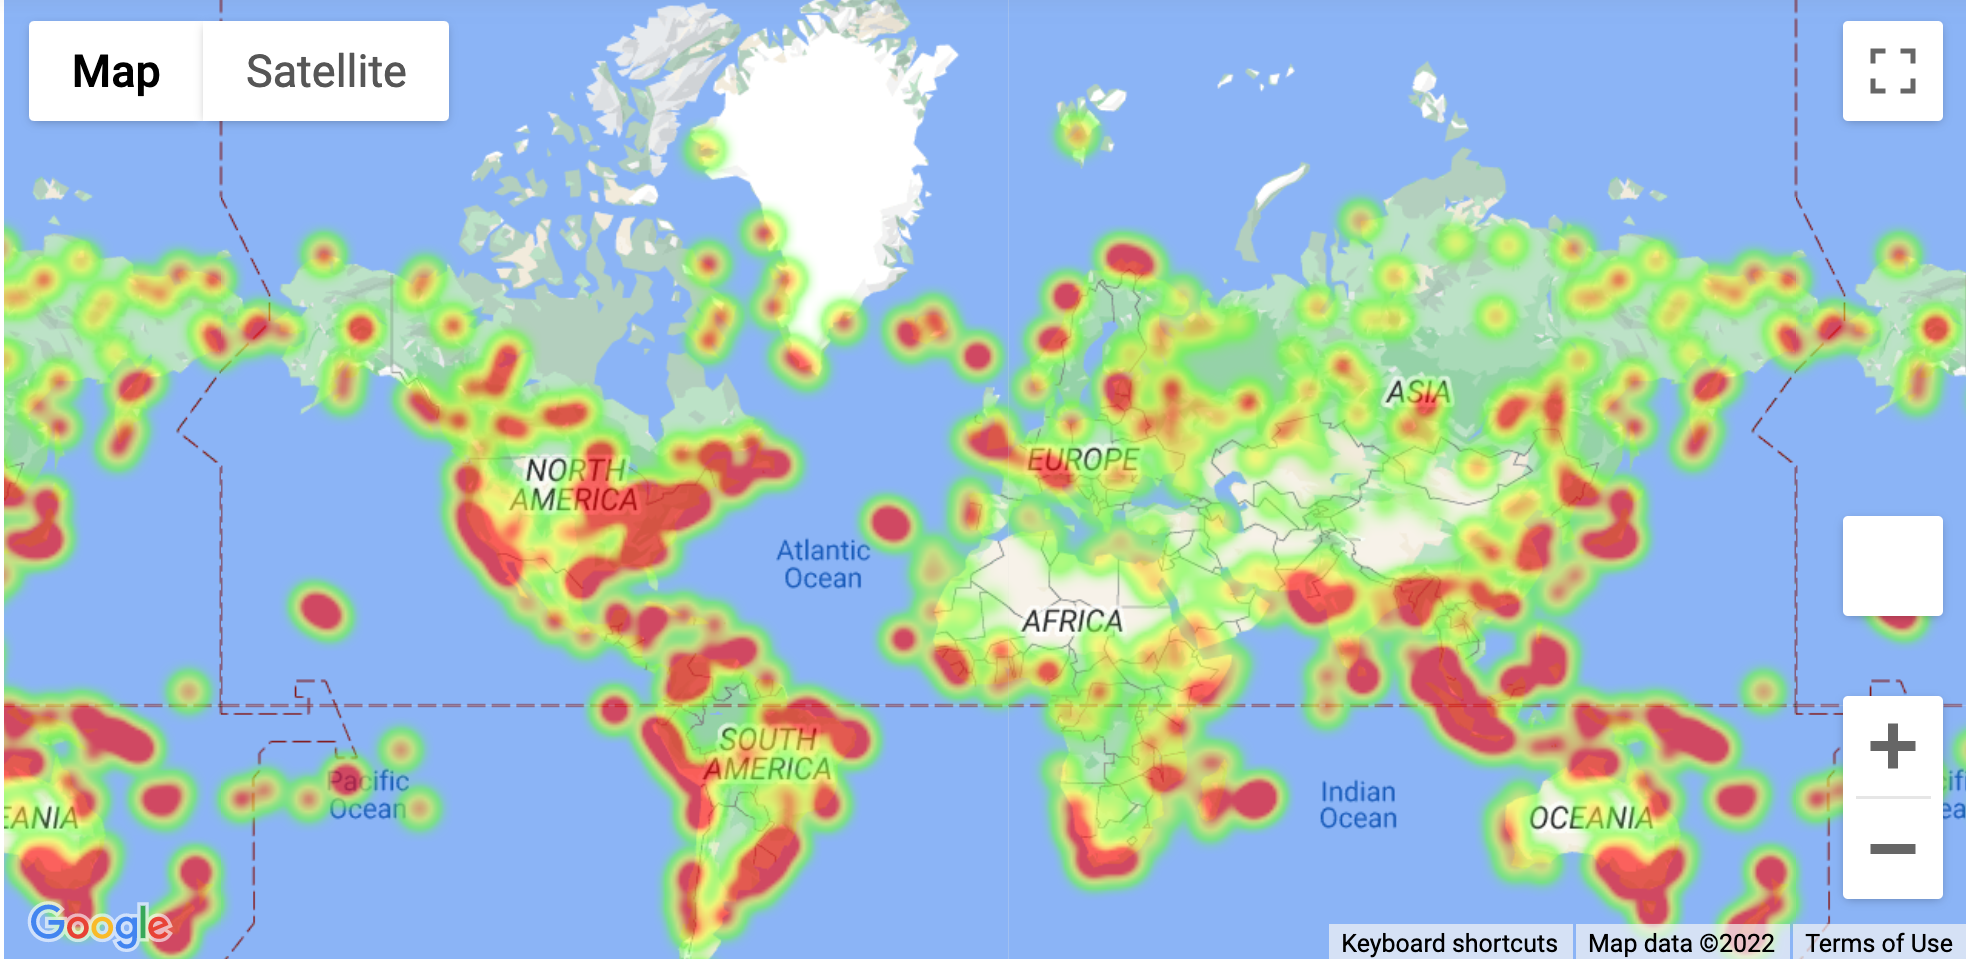 Map
Satellite
ASIA
NORTH
AMERICA
EUROPE
Atlantic
Ocean
AFRICA
SOUTH
AMERICA
Pacific
Ocean
Indian
Ocean
EANIA
OCEANIA
Google
Keyboard shortcuts
Map data ©2022
Terms of Use